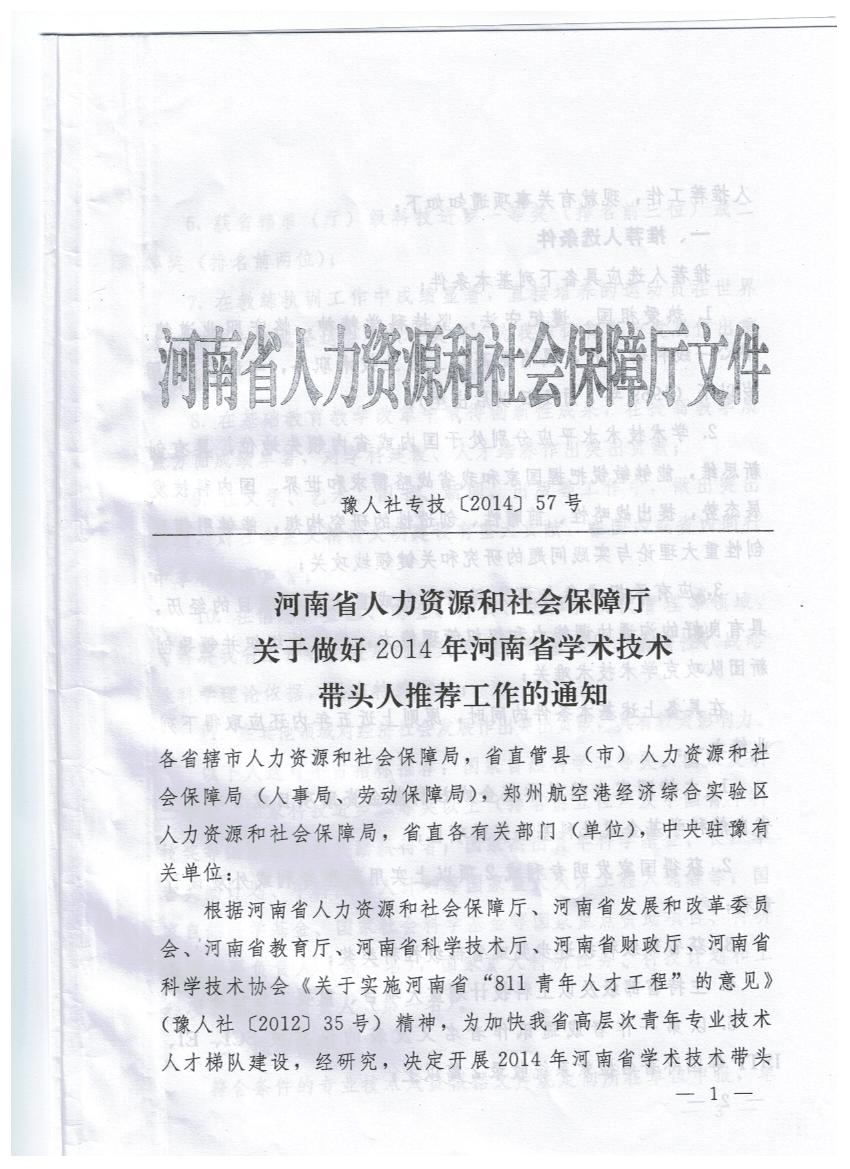 河南省人力资源和社会保障厅文件
豫人社专技〔2014〕57号
河南省人力资源和社会保障厅
关于做好2014年河南省学术技术
带头人推荐工作的通知
各省辖市人力资源和社会保障局，省直管县（市）人力资源和社
会保障局（人事局、劳动保障局），郑州航空港经济综合实验区
人力资源和社会保障局，省直各有关部门（单位），中央驻豫有
关单位：
根据河南省人力资源和社会保障厅、河南省发展和改革委员
会、河南省教育厅、河南省科学技术厅、河南省财政厅、河南省
科学技术协会《关于实施河南省“811青年人才工程”的意见》
（豫人社〔2012〕35号）精神，为加快我省高层次青年专业技术
人才梯队建设，经研究，决定开展2014年河南省学术技术带头
— 1 —